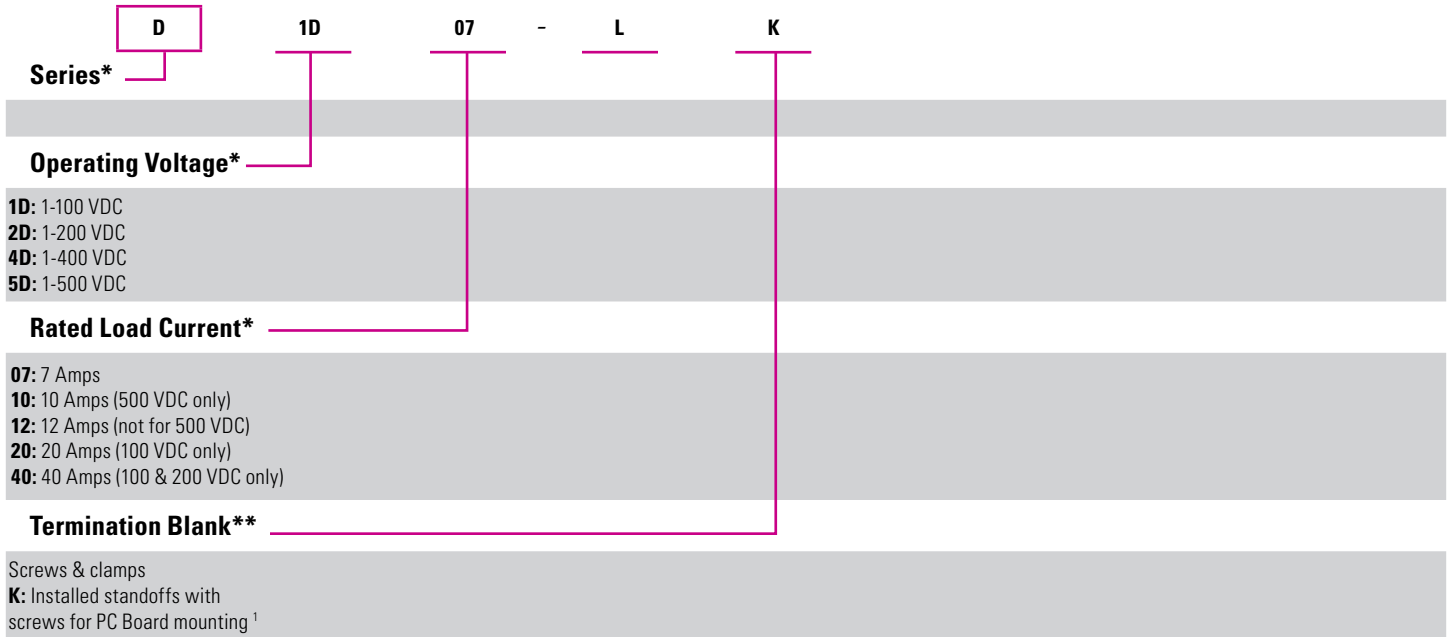 D 1D 07 – L K
Series*
Operating Voltage*
1D: 1-100 VDC
2D: 1-200 VDC
4D: 1-400 VDC
5D: 1-500 VDC
Rated Load Current*
07: 7 Amps
10: 10 Amps (500 VDC only)
12: 12 Amps (not for 500 VDC)
20: 20 Amps (100 VDC only)
40: 40 Amps (100 & 200 VDC only)
Termination Blank**
Screws & clamps
K: Installed standoffs with
screws for PC Board mounting 1